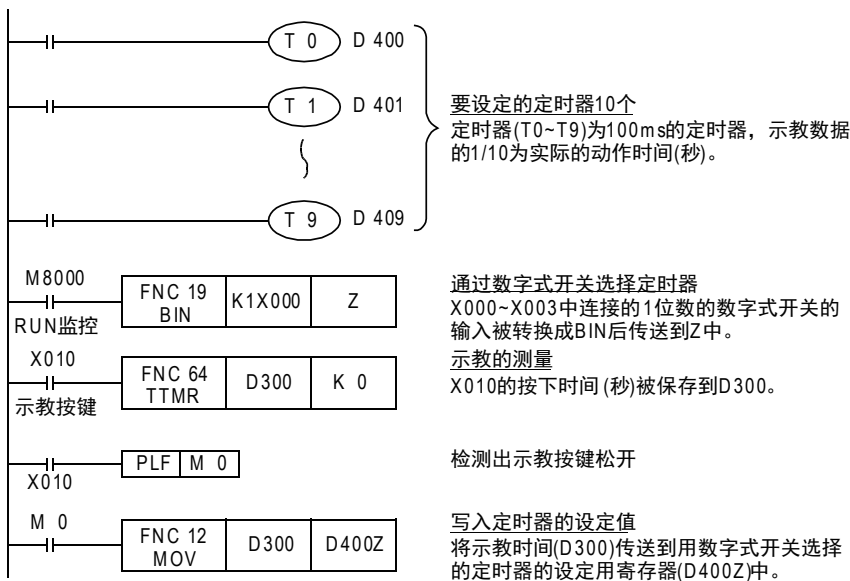 T 0 D 400
T 1 D 401
要设定的定时器10个
定时器(T0~T9)为100ms的定时器，示教数据
的1/10为实际的动作时间(秒)。
T 9 D 409
M8000
RUN监控
FNC 19
BIN
K1X000
Z
通过数字式开关选择定时器
X000~X003中连接的1位数的数字式开关的
输入被转换成BIN后传送到Z中。
X010
示教按键
FNC 64
TTMR
D300
K 0
示教的测量
X010的按下时间 (秒)被保存到D300。
X010
PLF M 0
检测出示教按键松开
M 0
FNC 12
MOV
D300
D400Z
写入定时器的设定值
将示教时间(D300)传送到用数字式开关选择
的定时器的设定用寄存器(D400Z)中。